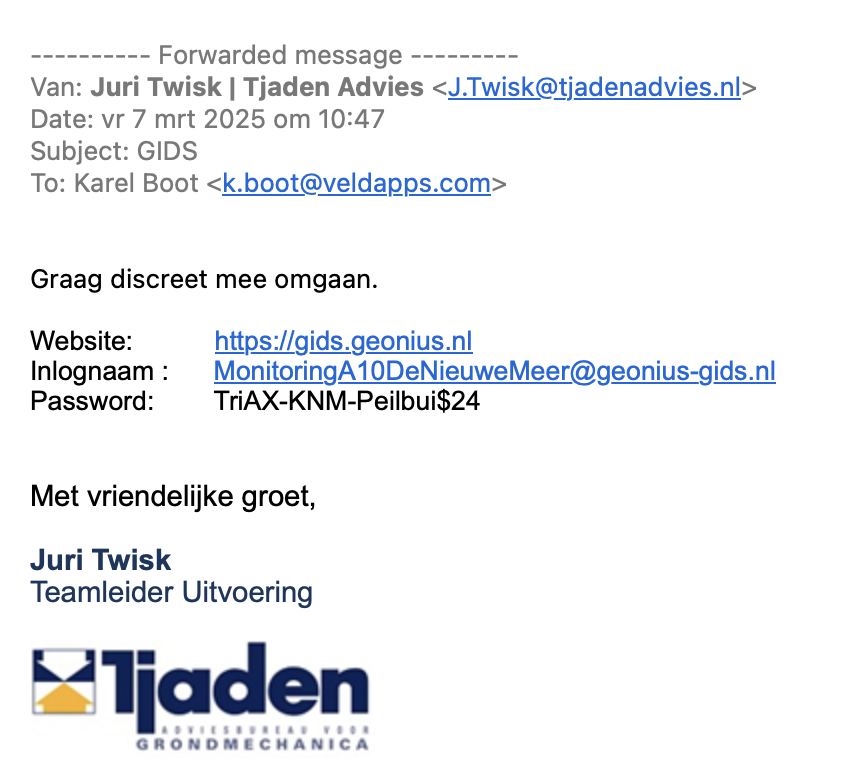 ---------- Forwarded message ---------
Van: Juri Twisk | Tjaden Advies <J.Twisk@tjadenadvies.nl>
Date: vr 7 mrt 2025 om 10:47
Subject: GIDS
To: Karel Boot <k.boot@veldapps.com>
Graag discreet mee omgaan.
Website: https://gids.geonius.nl
Inlognaam : MonitoringA10DeNieuweMeer@geonius-gids.nl
Password: TriAX-KNM-Peilbui$24
Met vriendelijke groet,
Juri Twisk
Teamleider Uitvoering
Tjaden
ADVIESBUREAU VOOR
GRONDMECHANICA